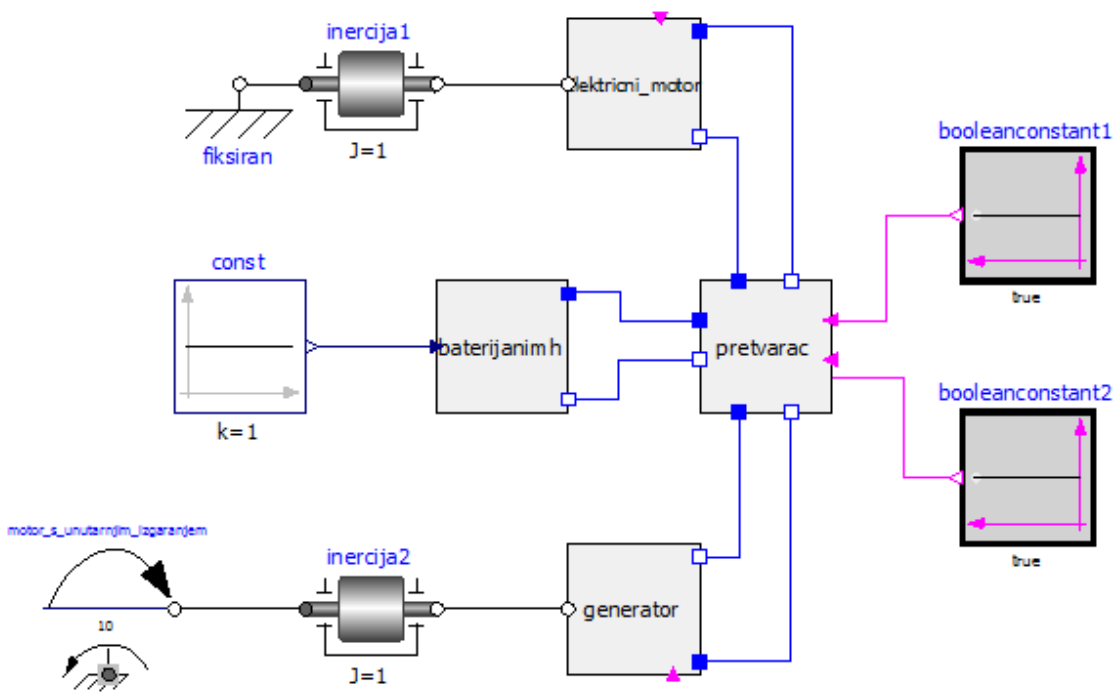 inercija1
lektricni_motor
fiksiran
J=1
booleanconstant1
true
const
baterijanimh
pretvarac
k=1
booleanconstant2
true
motor_s_unutarnjim_izgaranjem
inercija2
10
generator
J=1